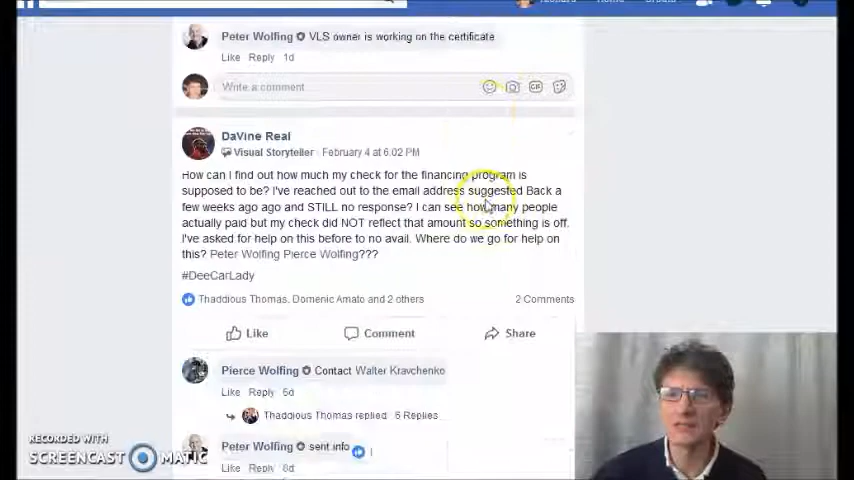 Peter Wolfing VLS owner is working on the certificate
Like Reply 1d
Write a comment
GIF
DaVine Real
Visual Storyteller · February 4 at 6:02 PM
How can I find out how much my check for the financing program is
supposed to be? I've reached out to the email address suggested Back a
few weeks ago ago and STILL no response? I can see how many people
actually paid but my check did NOT reflect that amount so something is off.
I've asked for help on this before to no avail. Where do we go for help on
this? Peter Wolfing Pierce Wolfing???
#DeeCarLady
Thaddious Thomas, Domenic Amato and 2 others 2 Comments
Like Comment Share
Pierce Wolfing Contact Walter Kravchenko
Like Reply 6d
Thaddious Thomas replied · 6 Replies
Peter Wolfing sent info 1
Like Reply 6d
RECORDED WITH
SCREENCAST MATIC